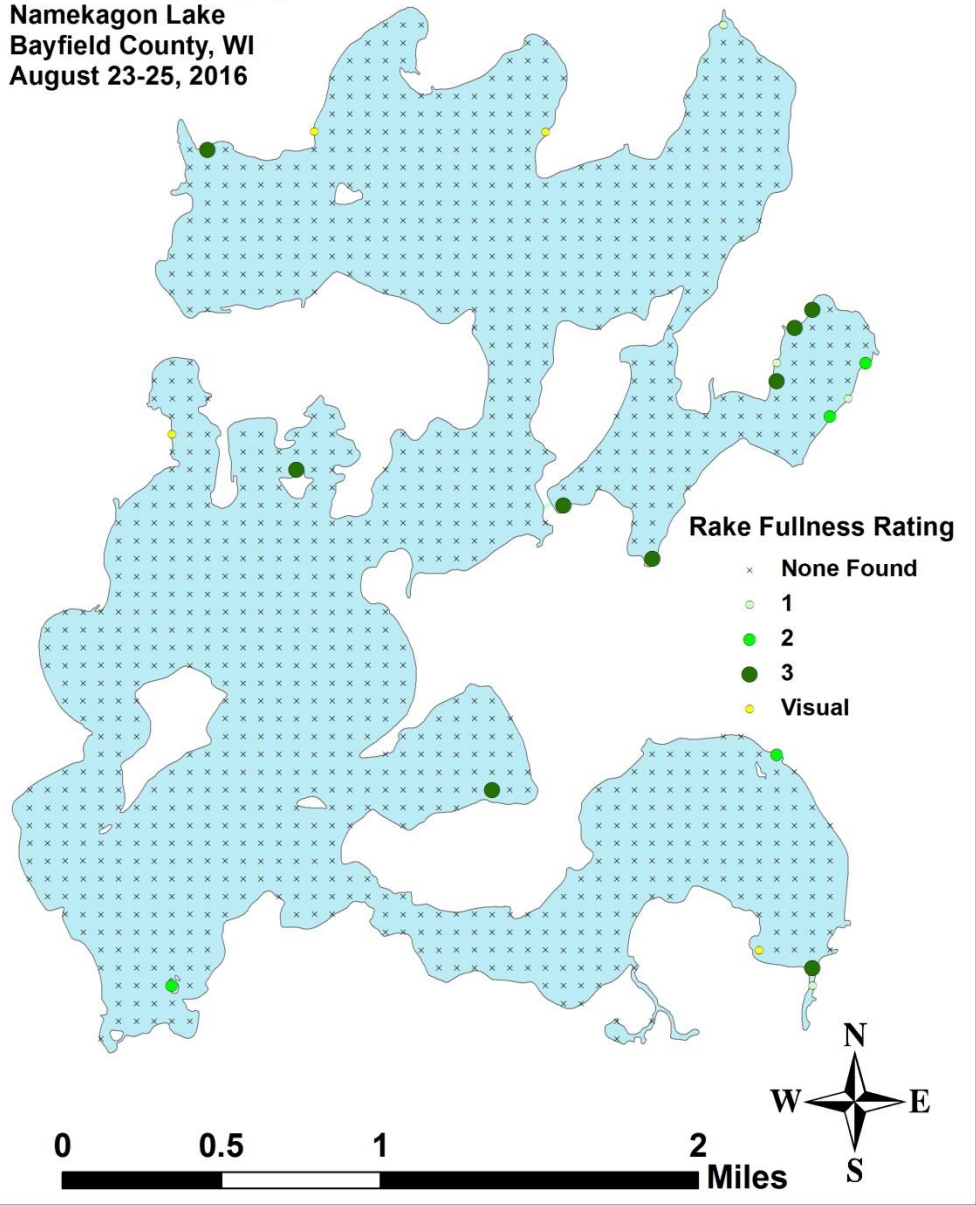 Namekagon Lake
Bayfield County, WI
August 23-25, 2016
Rake Fullness Rating
None Found
1
2
3
Visual
N
W E
S
0 0.5 1 2
Miles